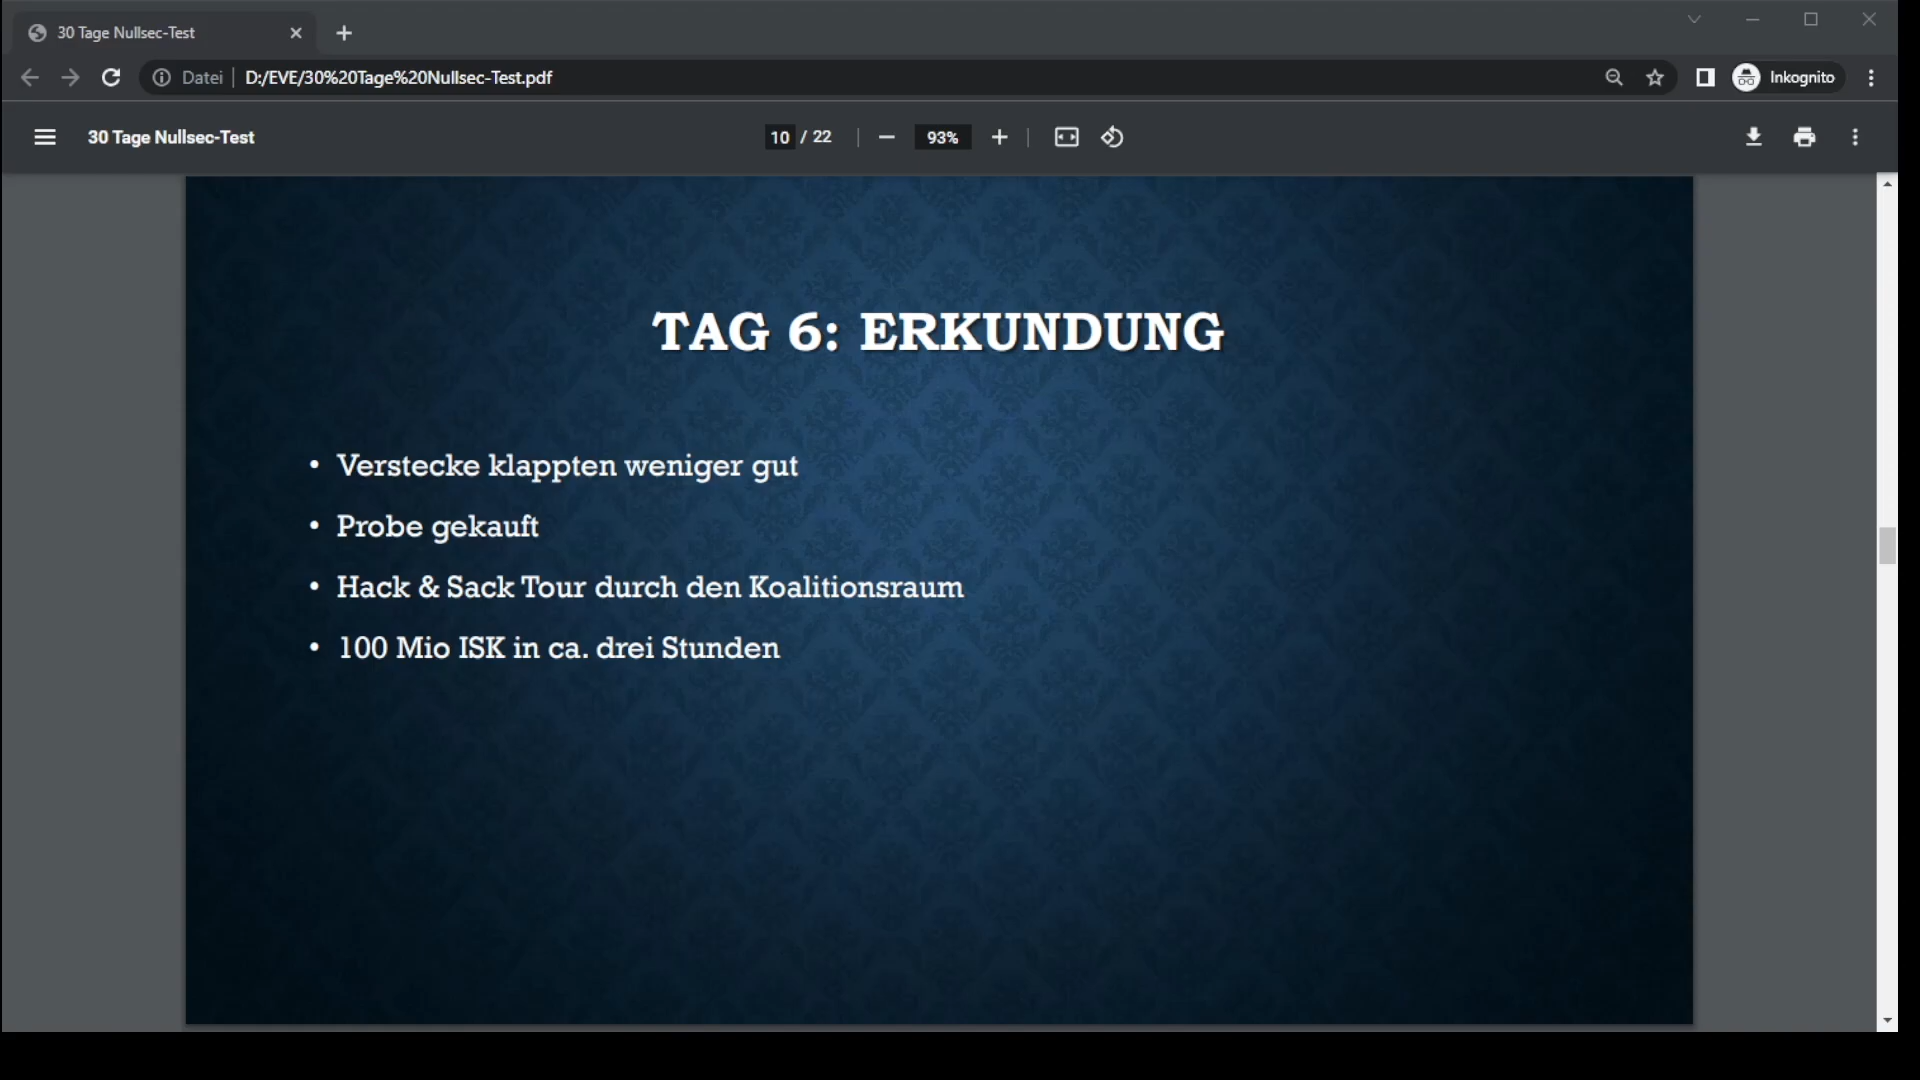 30 Tage Nullsec-Test
Datei D:/EVE/30%20Tage%20Nullsec-Test.pdf Inkognito
30 Tage Nullsec-Test 10 / 22 93%
TAG 6: ERKUNDUNG
• Verstecke klappten weniger gut
• Probe gekauft
• Hack & Sack Tour durch den Koalitionsraum
• 100 Mio ISK in ca. drei Stunden